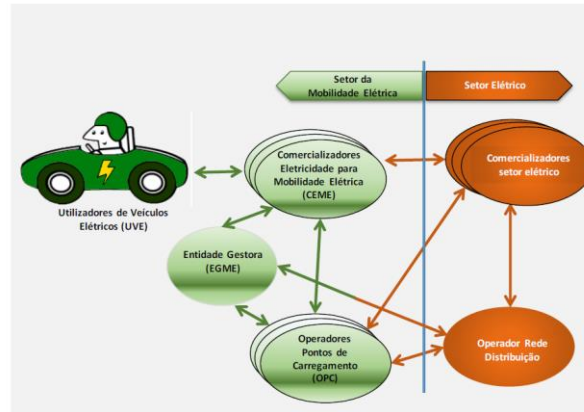 Setor da
Mobilidade Elétrica
Setor Elétrico
Comercializadores
Eletricidade para
Mobilidade Elétrica
(CEME)
Comercializadores
setor elétrico
Utilizadores de Veículos
Elétricos (UVE)
Entidade Gestora
(EGME)
Operadores
Pontos de
Carregamento
(OPC)
Operador Rede
Distribuição